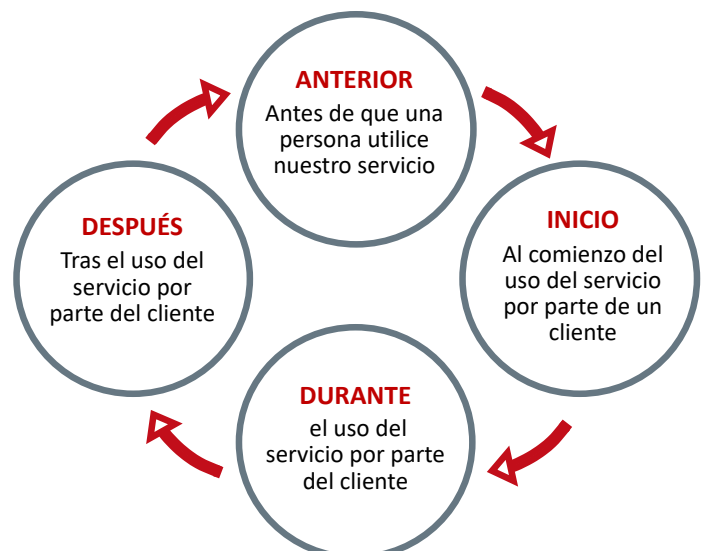 ANTERIOR
Antes de que una
persona utilice
nuestro servicio
INICIO
Al comienzo del
uso del servicio
por parte de un
cliente
DURANTE
el uso del
servicio por parte
del cliente
DESPUÉS
Tras el uso del
servicio por
parte del cliente